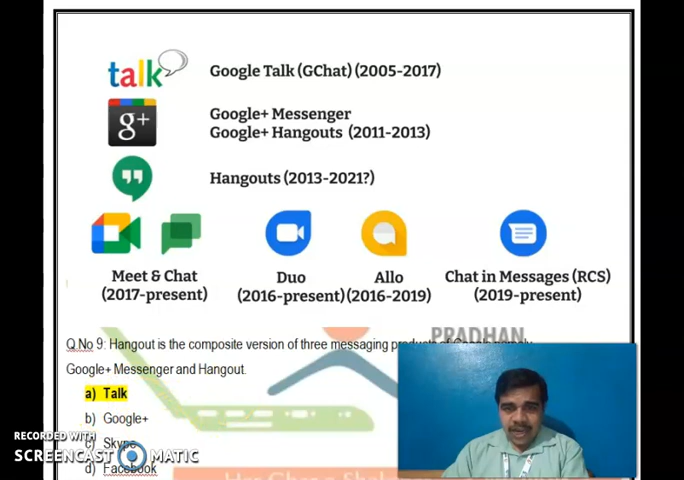 talk
Google Talk (GChat) (2005-2017)
g+
Google+ Messenger
Google+ Hangouts (2011-2013)
Hangouts (2013-2021?)
Meet & Chat
(2017-present)
Duo
(2016-present)
Allo
(2016-2019)
Chat in Messages (RCS)
(2019-present)
PRADHAN
Q.No 9: Hangout is the composite version of three messaging products of Google namely
Google+ Messenger and Hangout.
a) Talk
b) Google+
c) Skype
d) Facebook
RECORDED WITH
SCREENCAST MATIC
Har Ghaon